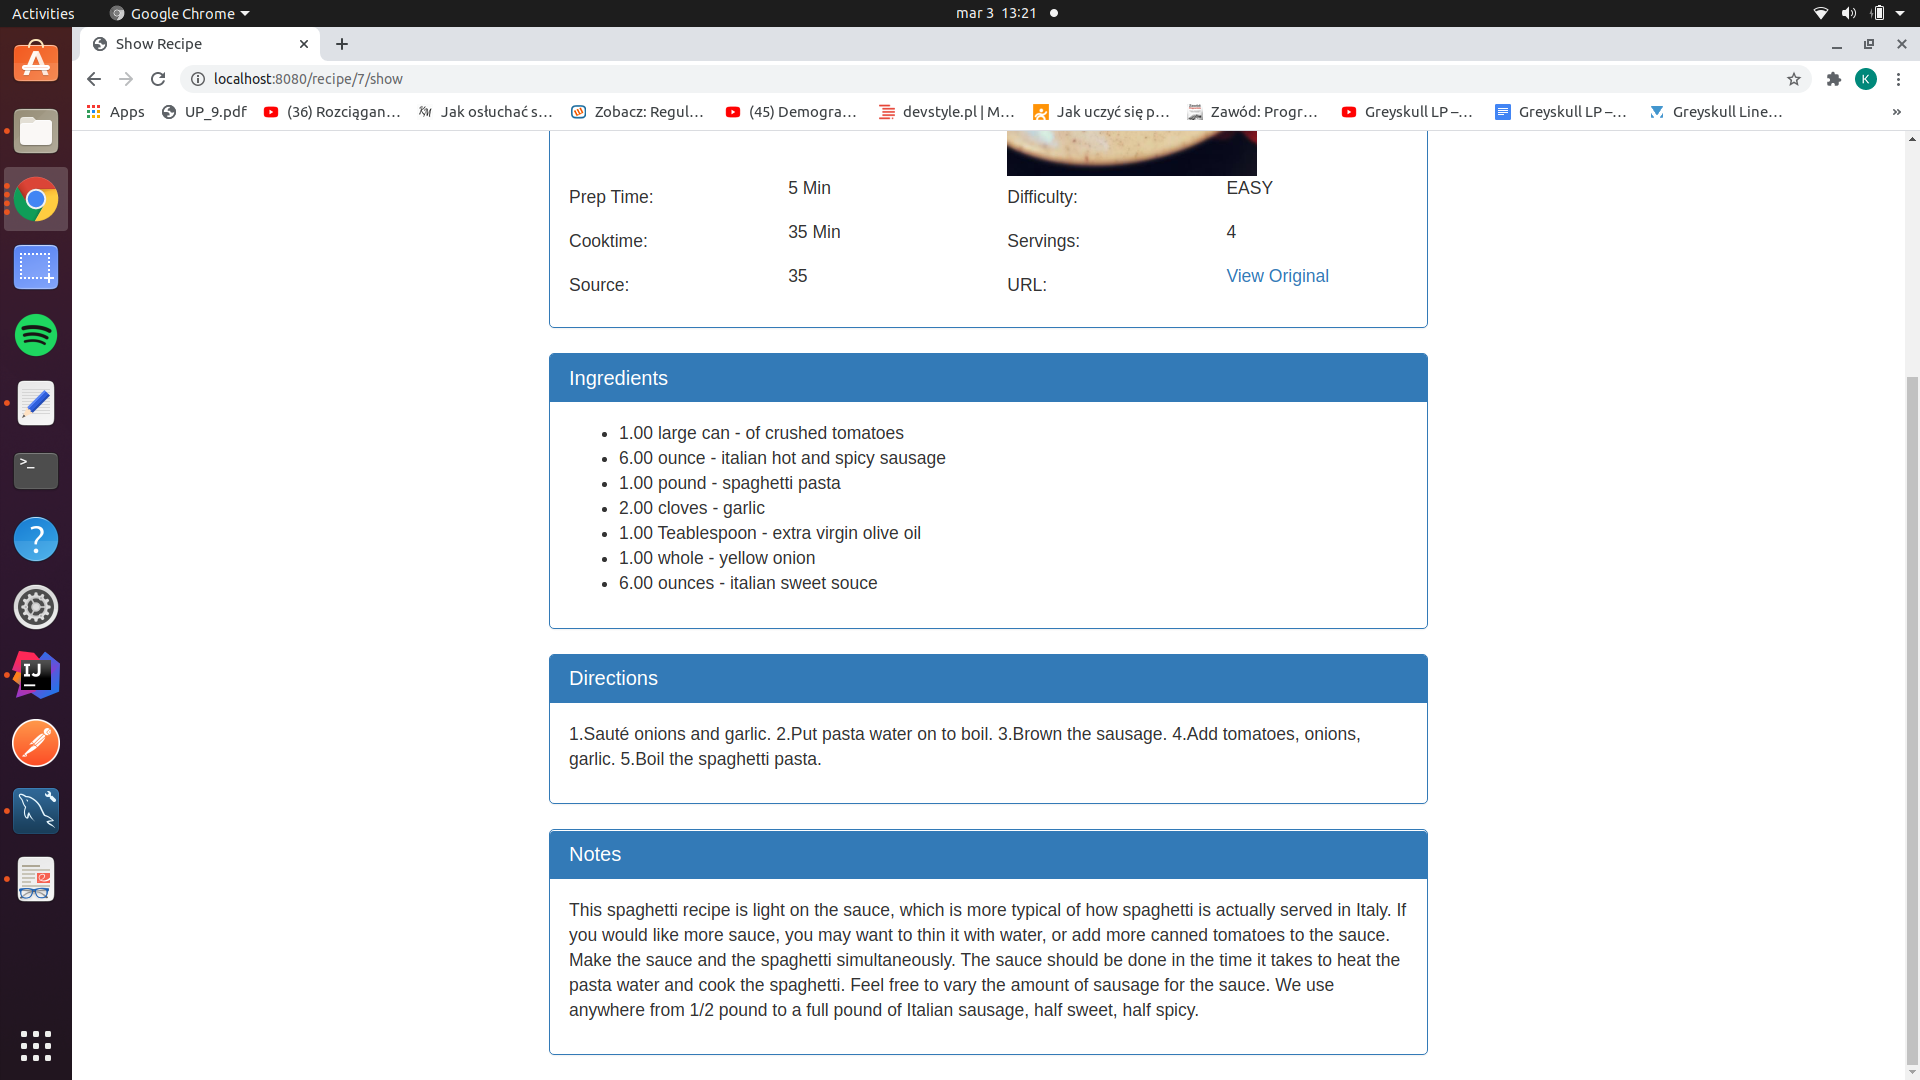 Activities
Google Chrome
mar 3 13:21
Show Recipe
localhost:8080/recipe/7/show
K
Apps
UP_9.pdf
(36) Rozciągan…
Jak osłuchać s…
Zobacz: Regul…
(45) Demogra…
devstyle.pl | M…
Jak uczyć się p…
Zawód: Progr…
Greyskull LP –…
Greyskull LP –…
Greyskull Line…
»
Prep Time: 5 Min Difficulty: EASY
Cooktime: 35 Min Servings: 4
Source: 35 URL: View Original
Ingredients
1.00 large can - of crushed tomatoes
6.00 ounce - italian hot and spicy sausage
1.00 pound - spaghetti pasta
2.00 cloves - garlic
1.00 Teablespoon - extra virgin olive oil
1.00 whole - yellow onion
6.00 ounces - italian sweet souce
Directions
1.Sauté onions and garlic. 2.Put pasta water on to boil. 3.Brown the sausage. 4.Add tomatoes, onions,
garlic. 5.Boil the spaghetti pasta.
Notes
This spaghetti recipe is light on the sauce, which is more typical of how spaghetti is actually served in Italy. If
you would like more sauce, you may want to thin it with water, or add more canned tomatoes to the sauce.
Make the sauce and the spaghetti simultaneously. The sauce should be done in the time it takes to heat the
pasta water and cook the spaghetti. Feel free to vary the amount of sausage for the sauce. We use
anywhere from 1/2 pound to a full pound of Italian sausage, half sweet, half spicy.
>_
?
IJ